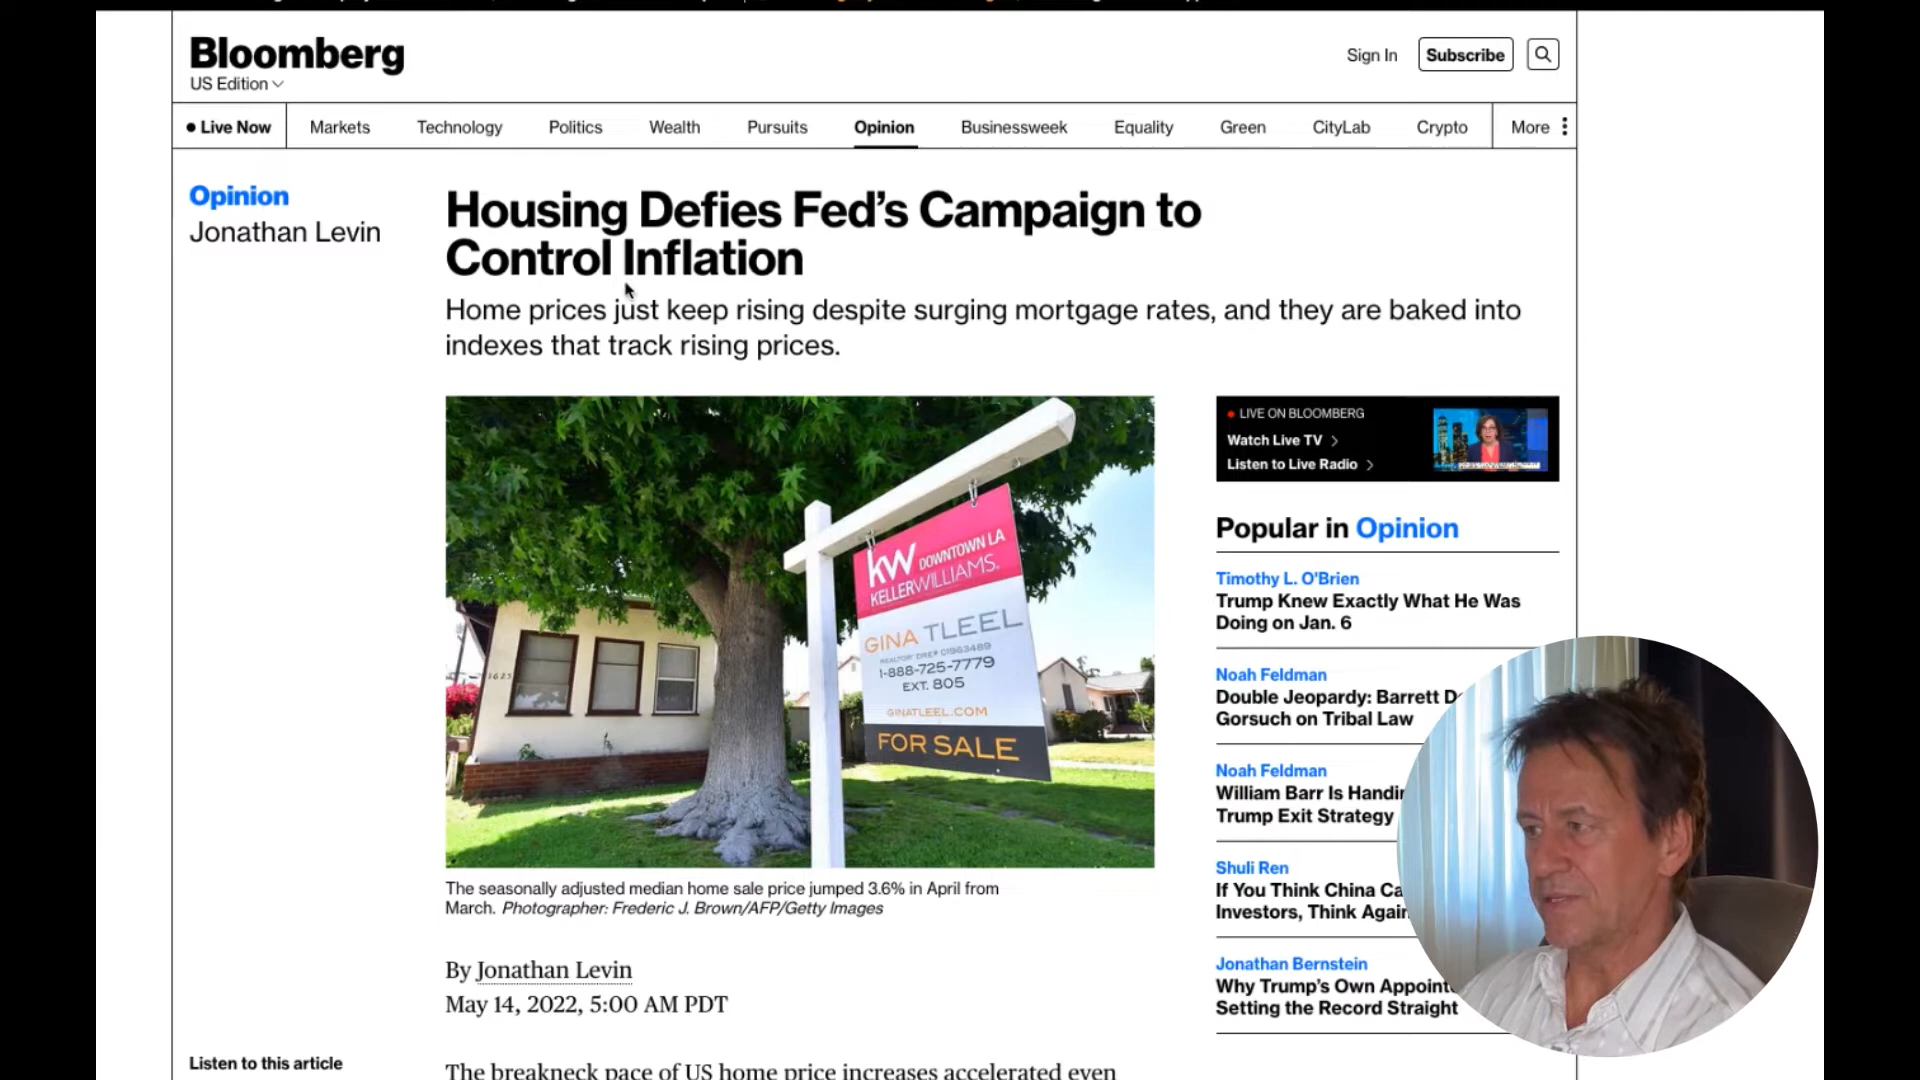 Bloomberg
US Edition
Sign In
Subscribe
Live Now
Markets
Technology
Politics
Wealth
Pursuits
Opinion
Businessweek
Equality
Green
CityLab
Crypto
More
Opinion
Jonathan Levin
Housing Defies Fed's Campaign to
Control Inflation
Home prices just keep rising despite surging mortgage rates, and they are baked into
indexes that track rising prices.
kw DOWNTOWN LA
KELLERWILLIAMS.
GINA TLEEL
REALTOR DRE# 01963489
1-888-725-7779
EXT. 805
GINATLEEL.COM
FOR SALE
1623
The seasonally adjusted median home sale price jumped 3.6% in April from
March. Photographer: Frederic J. Brown/AFP/Getty Images
By Jonathan Levin
May 14, 2022, 5:00 AM PDT
Listen to this article
The breakneck pace of US home price increases accelerated even
LIVE ON BLOOMBERG
Watch Live TV
Listen to Live Radio
Popular in Opinion
Timothy L. O'Brien
Trump Knew Exactly What He Was
Doing on Jan. 6
Noah Feldman
Double Jeopardy: Barrett
Gorsuch on Tribal Law
Noah Feldman
William Barr Is
Trump Exit Strategy
Shuli Ren
If You Think China
Investors, Think Again
Jonathan Bernstein
Why Trump's Own
Setting the Record Straight